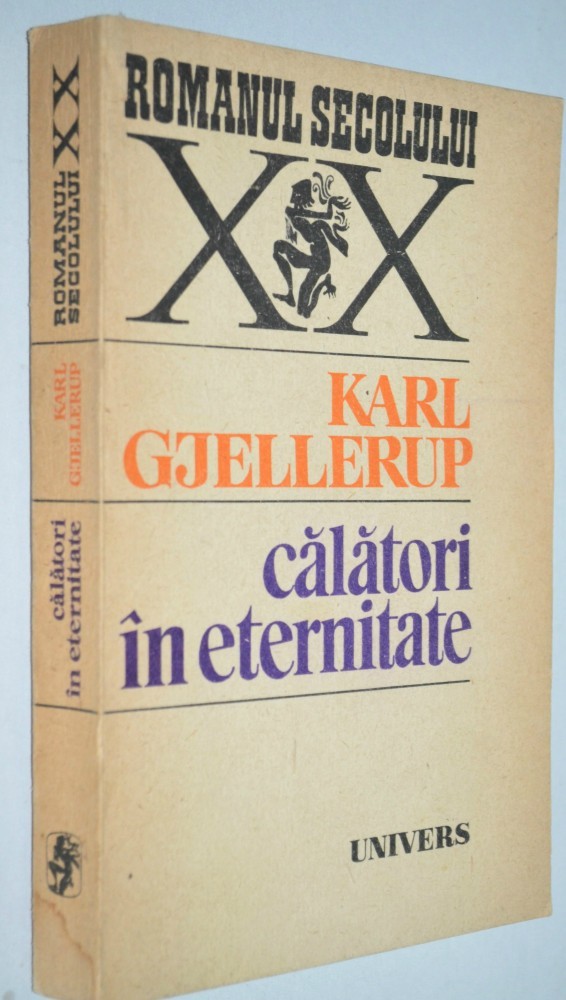 ROMANUL SECOLULUI
XX
KARL
GJELLERUP
călători
în eternitate
UNIVERS
ROMANUL
SECOLULUI
XX
KARL
GJELLERUP
călători
în eternitate